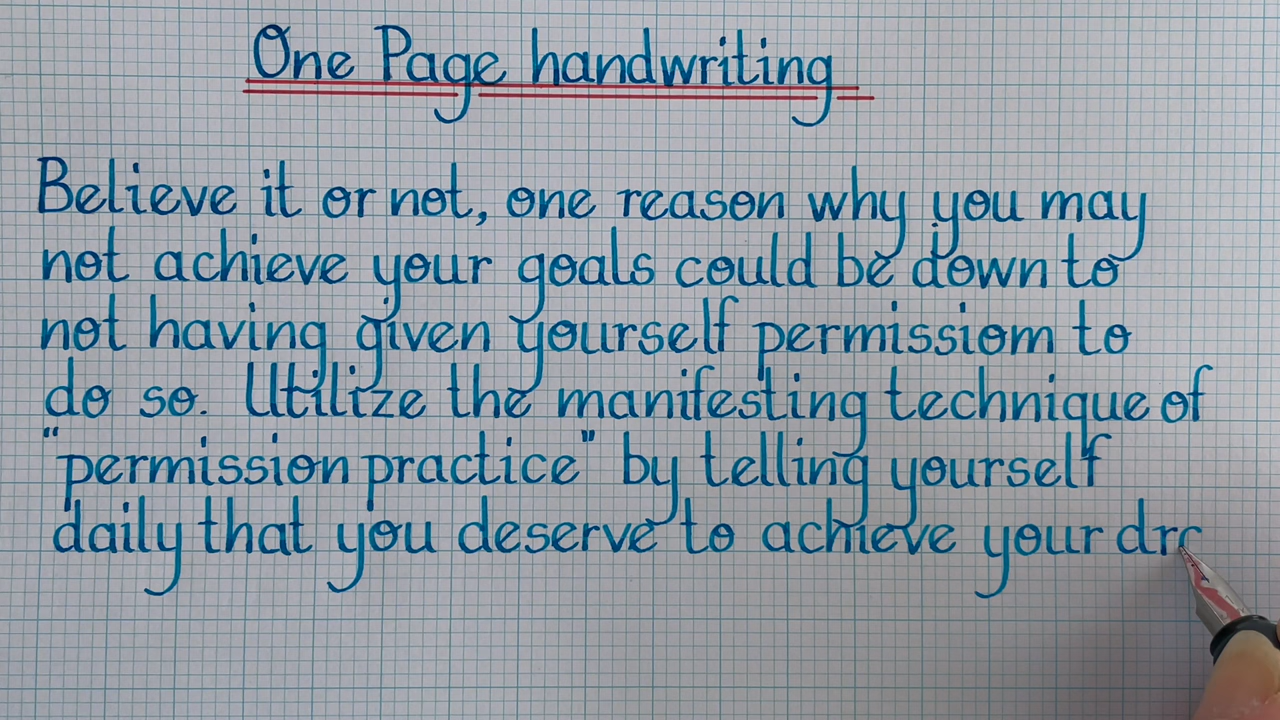 One Page handwriting
Believe it or not, one reason why you may
not achieve your goals could be down to
not having given yourself permissiom to
do so. Utilize the manifesting technique of
"permission practice" by telling yourself
daily that you deserve to achieve your